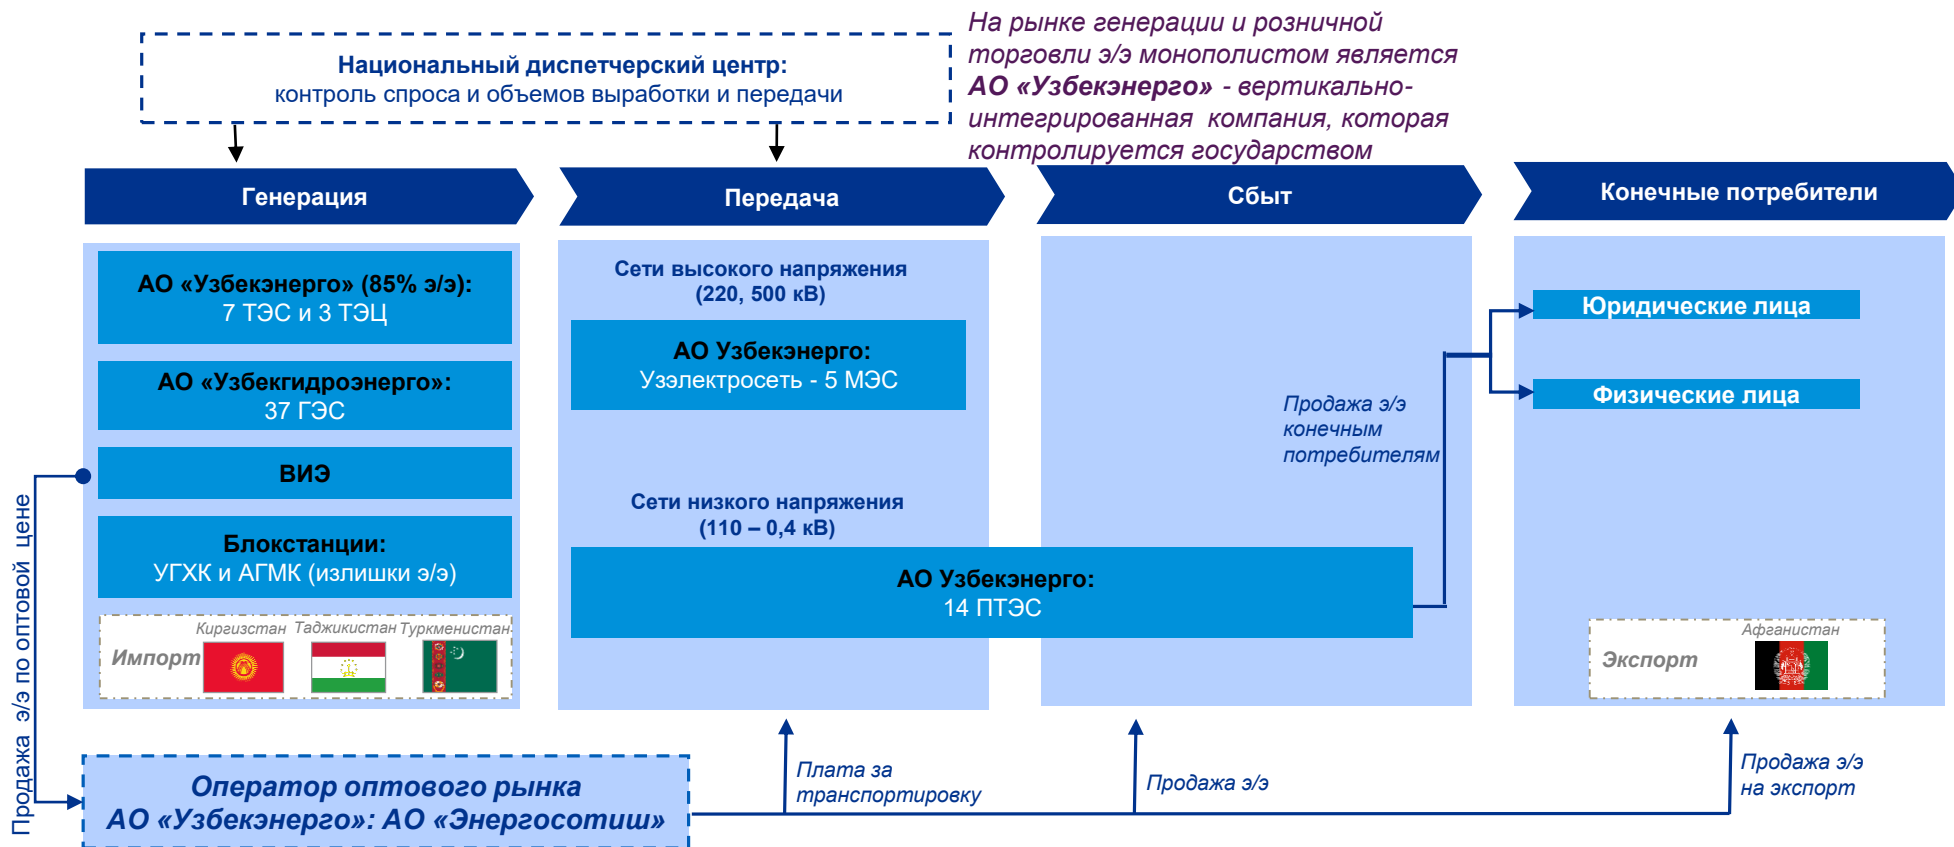 На рынке генерации и розничной
торговли э/э монополистом является
АО «Узбекэнерго» - вертикально-
интегрированная компания, которая
контролируется государством
Национальный диспетчерский центр:
контроль спроса и объемов выработки и передачи
Генерация
Передача
Сбыт
Конечные потребители
АО «Узбекэнерго» (85% э/э):
7 ТЭС и 3 ТЭЦ
АО «Узбекгидроэнерго»:
37 ГЭС
ВИЭ
Блокстанции:
УГХК и АГМК (излишки э/э)
Киргизстан
Таджикистан
Туркменистан
Импорт
Сети высокого напряжения
(220, 500 кВ)
АО Узбекэнерго:
Узэлектросеть - 5 МЭС
Сети низкого напряжения
(110 – 0,4 кВ)
АО Узбекэнерго:
14 ПТЭС
Продажа э/э
конечным
потребителям
Юридические лица
Физические лица
Афганистан
Экспорт
Продажа э/э по оптовой цене
Оператор оптового рынка
АО «Узбекэнерго»: АО «Энергосотиш»
Плата за
транспортировку
Продажа э/э
Продажа э/э
на экспорт